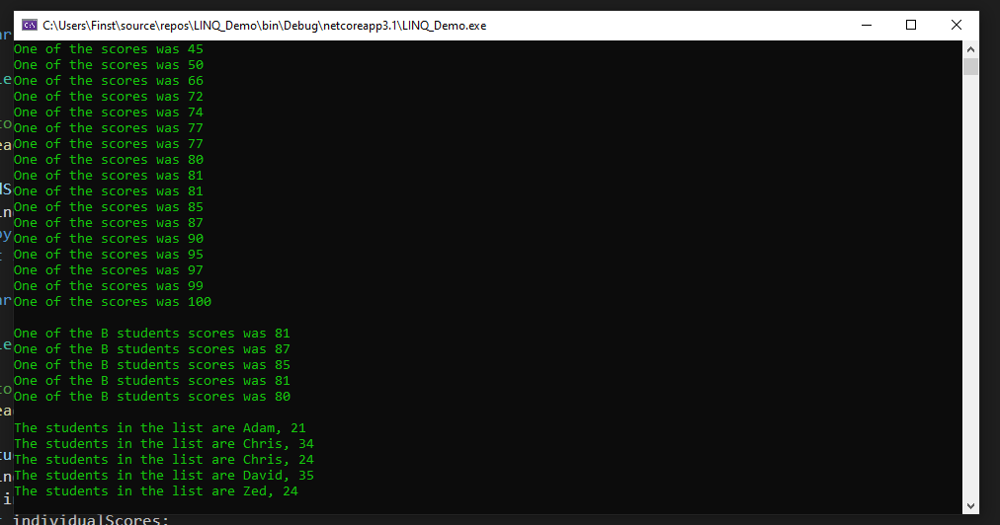 C:\Users\Finst\source\repos\LINQ_Demo\bin\Debug\netcoreapp3.1\LINQ_Demo.exe
One of the scores was 45
One of the scores was 50
One of the scores was 66
One of the scores was 72
One of the scores was 74
One of the scores was 77
One of the scores was 77
One of the scores was 80
One of the scores was 81
One of the scores was 81
One of the scores was 85
One of the scores was 87
One of the scores was 90
One of the scores was 95
One of the scores was 97
One of the scores was 99
One of the scores was 100
One of the B students scores was 81
One of the B students scores was 87
One of the B students scores was 85
One of the B students scores was 81
One of the B students scores was 80
The students in the list are Adam, 21
The students in the list are Chris, 34
The students in the list are Chris, 24
The students in the list are David, 35
The students in the list are Zed, 24
individualScores: